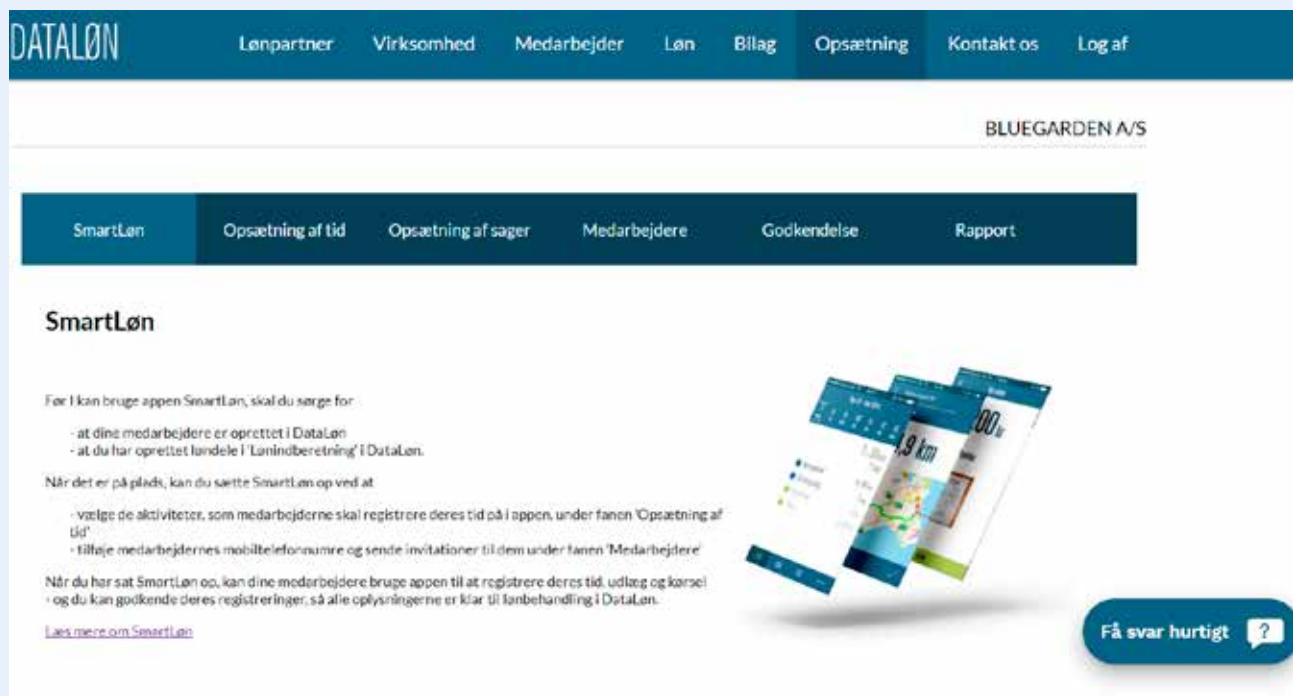 DATALØN
Lønpartner Virksomhed Medarbejder Løn Bilag Opsætning Kontakt os Log af
BLUEGARDEN A/S
SmartLøn Opsætning af tid Opsætning af sager Medarbejdere Godkendelse Rapport
SmartLøn
Før I kan bruge appen SmartLøn, skal du sørge for
- at dine medarbejdere er oprettet i DataLøn
- at du har oprettet løndele i 'Lønindberetning' i DataLøn.
Når det er på plads, kan du sætte SmartLøn op ved at
- vælge de aktiviteter, som medarbejderne skal registrere deres tid på i appen, under fanen 'Opsætning af
tid'
- tilføje medarbejdernes mobiltelefonnumre og sende invitationer til dem under fanen 'Medarbejdere'
Når du har sat SmartLøn op, kan dine medarbejdere bruge appen til at registrere deres tid, udlæg og kørsel
- og du kan godkende deres registreringer, så alle oplysningerne er klar til lønbehandling i DataLøn.
Læs mere om SmartLøn
,9 km
00 kr
Få svar hurtigt ?